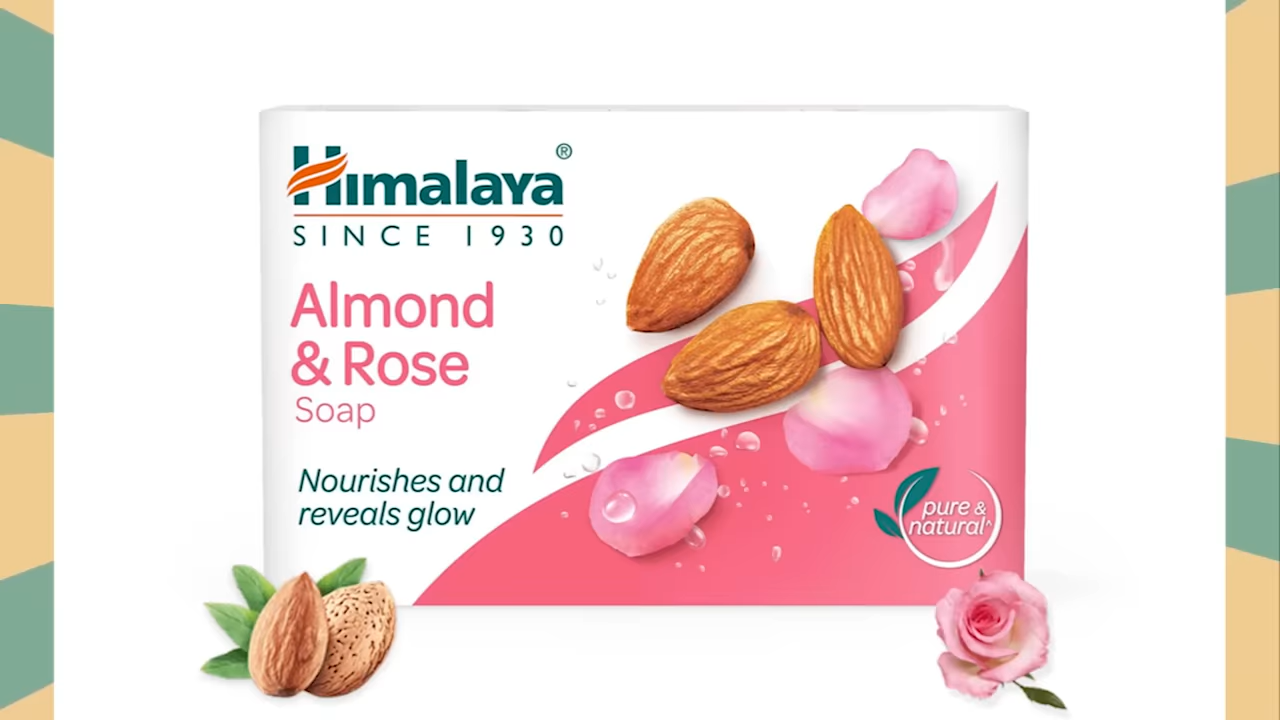 Himalaya®
SINCE 1930
Almond
& Rose
Soap
Nourishes and
reveals glow
pure &
natural^